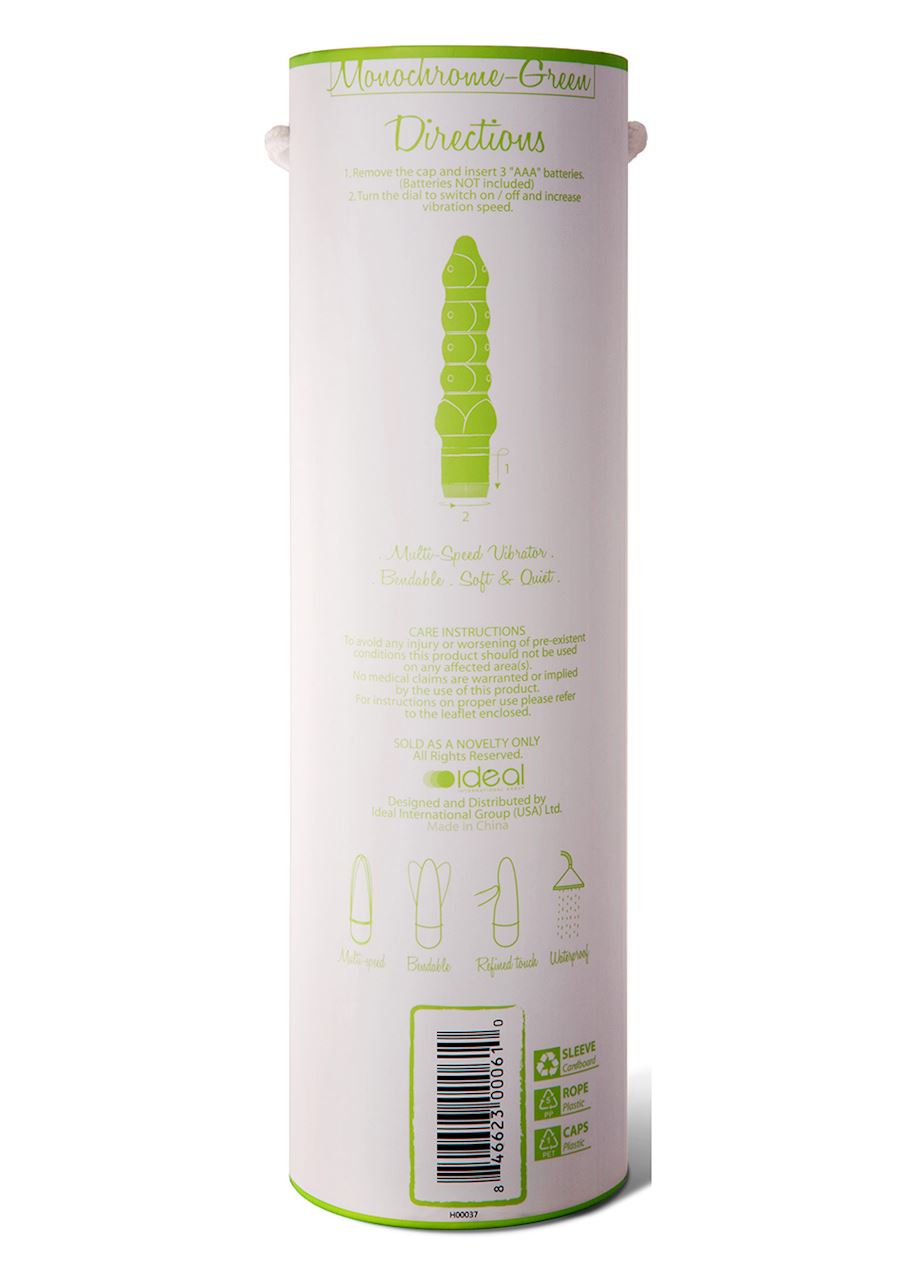 Monochrome-Green
Directions
1. Remove the cap and insert 3 "AAA" batteries.
(Batteries NOT included)
2. Turn the dial to switch on / off and increase
vibration speed.
1
2
. Multi-Speed Vibrator .
. Bendable . Soft & Quiet .
CARE INSTRUCTIONS
To avoid any injury or worsening of pre-existent
conditions this product should not be used
on any affected area(s).
No medical claims are warranted or implied
by the use of this product.
For instructions on proper use please refer
to the leaflet enclosed.
SOLD AS A NOVELTY ONLY
All Rights Reserved.
ideal
INTERNATIONAL GROUP
Designed and Distributed by
Ideal International Group (USA) Ltd.
Made in China
Multi-speed Bendable Refined touch Waterproof
8 46623 00061 0
SLEEVE
Cardboard
5
PP
ROPE
Plastic
1
PET
CAPS
Plastic
H00037